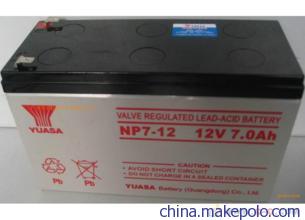 VALVE REGULATED LEAD-ACID BATTERY
YUASA
NP7-12 12V 7.0Ah
CAUTION
AVOID SHORT CIRCUIT
DO NOT CHARGE IN A SEALED CONTAINER
Pb
Pb
YUASA Battery (Guangdong) Co., Ltd.
china.makepolo.com